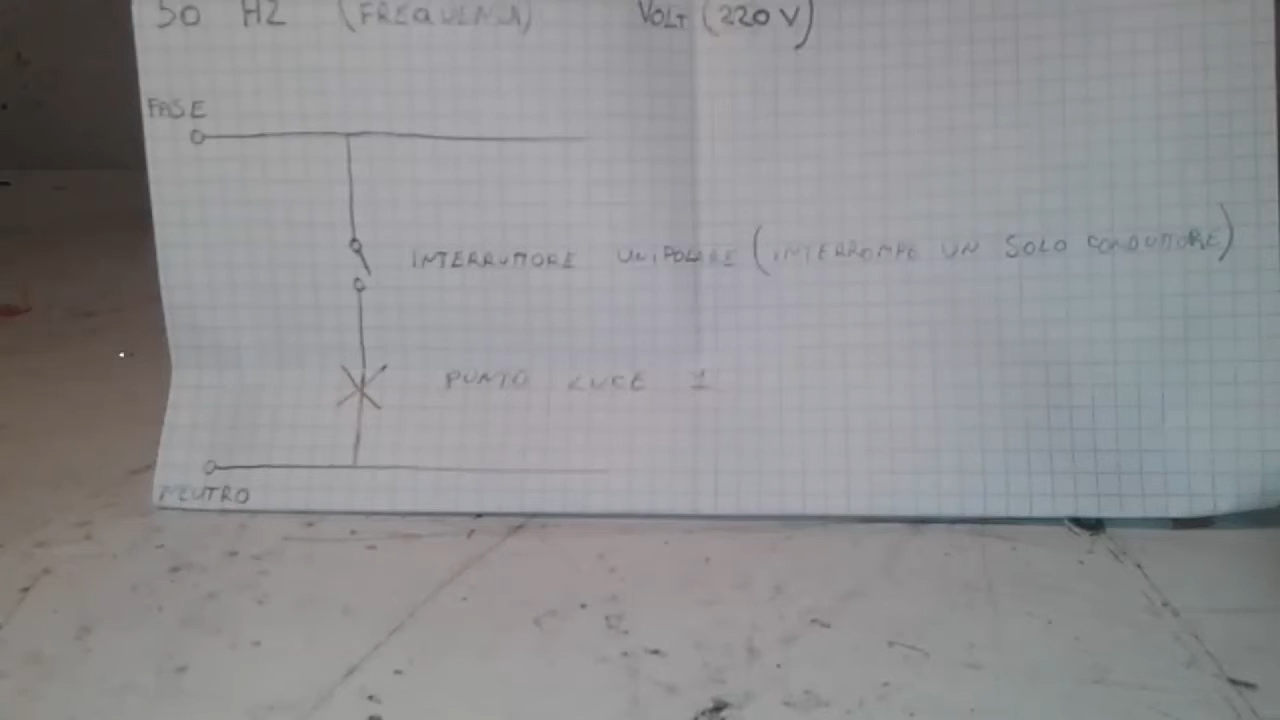 50 HZ (FREQUENZA) VOLT (220 V)
FASE
INTERRUTTORE UNIPOLARE (INTERROMPE UN SOLO CONDUTTORE)
PUNTO LUCE 1
NEUTRO